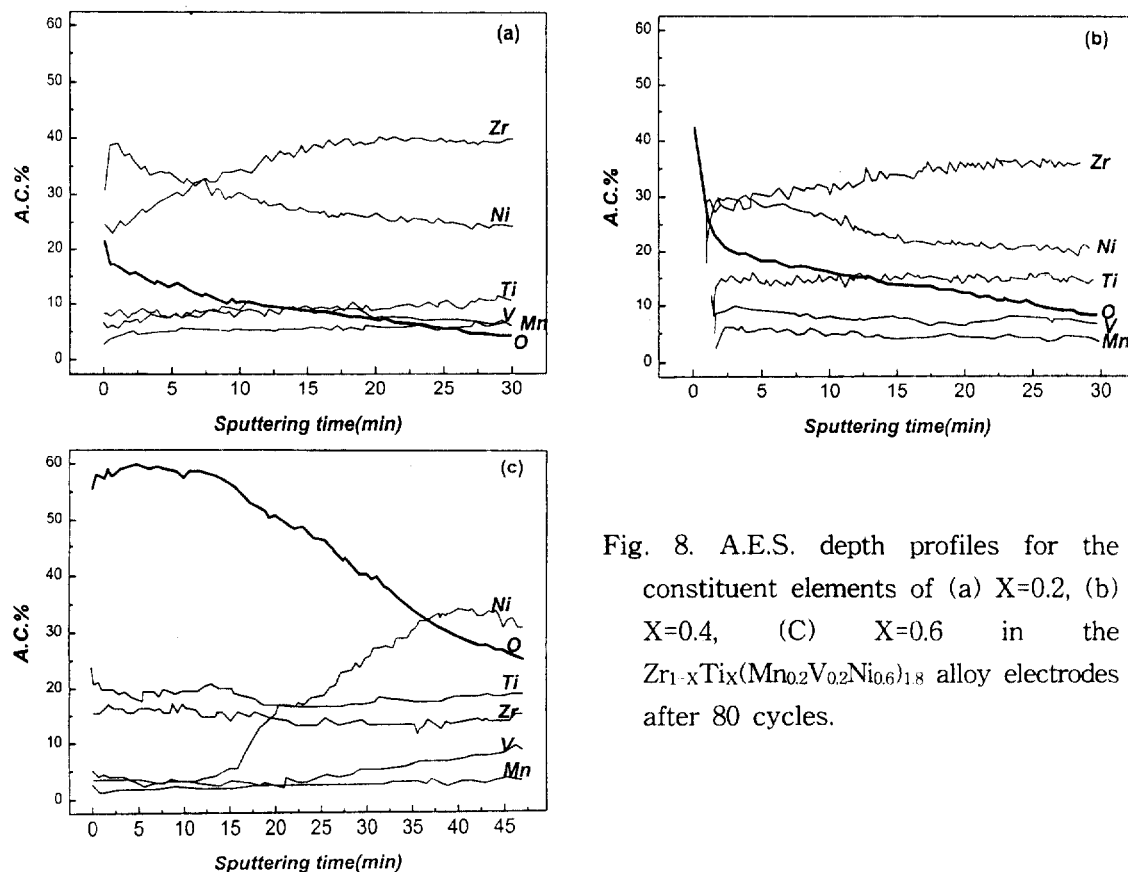 (a)
60
50
40
30
20
10
0
A.C.%
Zr
Ni
Ti
V
Mn
O
0 5 10 15 20 25 30
Sputtering time(min)
(b)
60
50
40
30
20
10
0
A.C.%
Zr
Ni
Ti
O
V
Mn
0 5 10 15 20 25 30
Sputtering time(min)
(c)
60
50
40
30
20
10
0
A.C.%
Ni
O
Ti
Zr
V
Mn
0 5 10 15 20 25 30 35 40 45
Sputtering time(min)
Fig. 8. A.E.S. depth profiles for the
constituent elements of (a) X=0.2, (b)
X=0.4, (C) X=0.6 in the
Zr1-XTiX(Mn0.2V0.2Ni0.6)1.8 alloy electrodes
after 80 cycles.